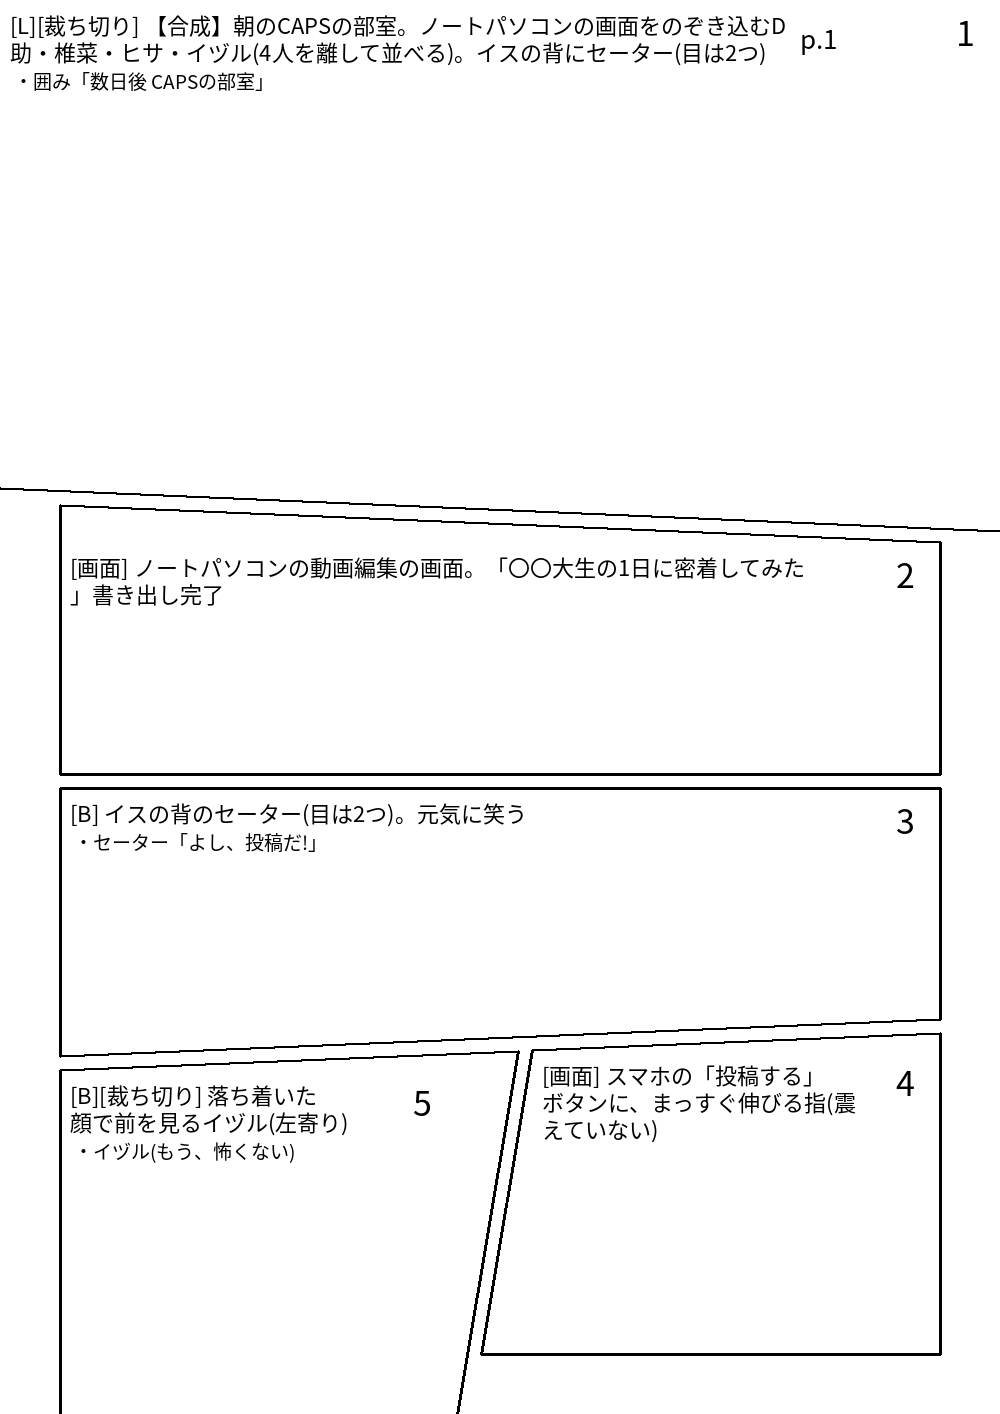 [L][裁ち切り] 【合成】朝のCAPSの部室。ノートパソコンの画面をのぞき込むD
助・椎菜・ヒサ・イヅル(4人を離して並べる)。イスの背にセーター(目は2つ)
・囲み「数日後 CAPSの部室」
p.1
1
[画面] ノートパソコンの動画編集の画面。「〇〇大生の1日に密着してみた
」書き出し完了
2
[B] イスの背のセーター(目は2つ)。元気に笑う
・セーター「よし、投稿だ!」
3
[画面] スマホの「投稿する」
ボタンに、まっすぐ伸びる指(震
えていない)
4
[B][裁ち切り] 落ち着いた
顔で前を見るイヅル(左寄り)
・イヅル(もう、怖くない)
5